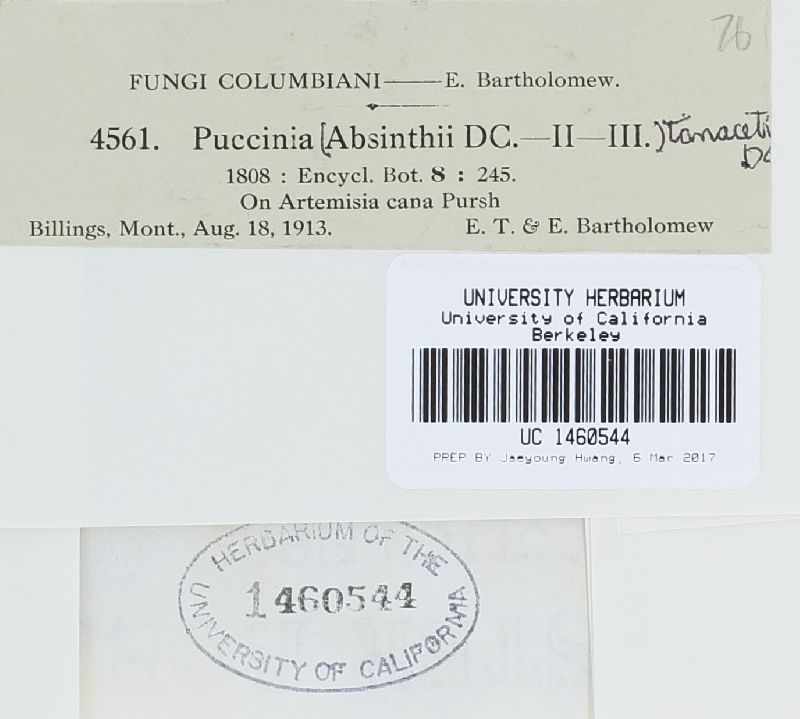 76
FUNGI COLUMBIANI——E. Bartholomew.
4561. Puccinia [Absinthii DC.—II—III.) tanaceti
DC
1808 : Encycl. Bot. 8 : 245.
On Artemisia cana Pursh
Billings, Mont., Aug. 18, 1913. E. T. & E. Bartholomew
UNIVERSITY HERBARIUM
University of California
Berkeley
UC 1460544
PREP BY Jaeyoung Hwang, 6 Mar 2017
HERBARIUM OF THE
1460544
UNIVERSITY OF CALIFORNIA